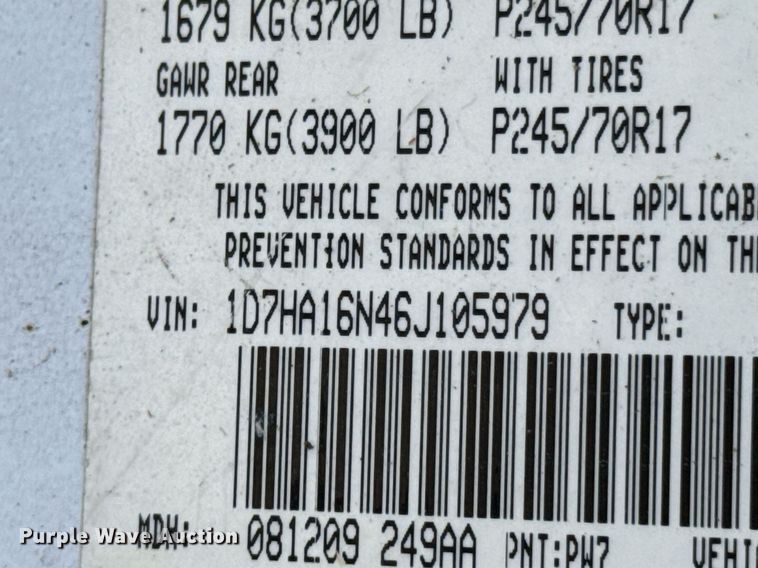 1679 KG(3700 LB) P245/70R17
GAWR REAR WITH TIRES
1770 KG(3900 LB) P245/70R17
THIS VEHICLE CONFORMS TO ALL APPLICAB
PREVENTION STANDARDS IN EFFECT ON TH
VIN: 1D7HA16N46J105979 TYPE:
MDH: 081209 249AA PNT:PW7 VEHI
Purple Wave Auction